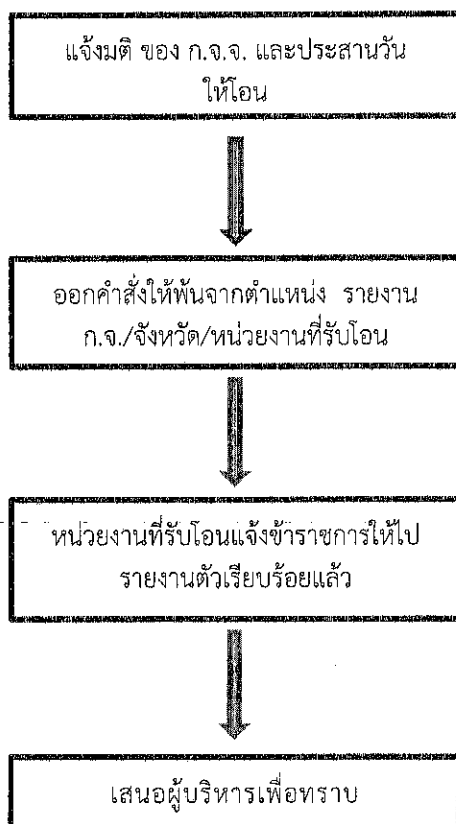 แจ้งมติ ของ ก.จ.จ. และประสานวัน
ให้โอน
ออกคำสั่งให้พ้นจากตำแหน่ง รายงาน
ก.จ./จังหวัด/หน่วยงานที่รับโอน
หน่วยงานที่รับโอนแจ้งข้าราชการให้ไป
รายงานตัวเรียบร้อยแล้ว
เสนอผู้บริหารเพื่อทราบ